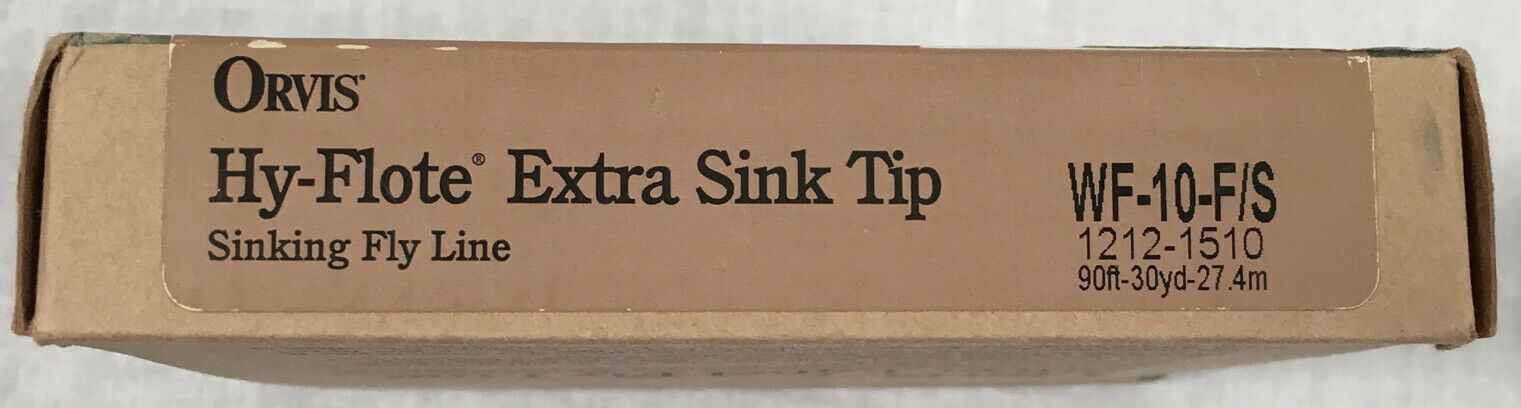 ORVIS®
Hy-Flote® Extra Sink Tip
Sinking Fly Line
WF-10-F/S
1212-1510
90ft-30yd-27.4m